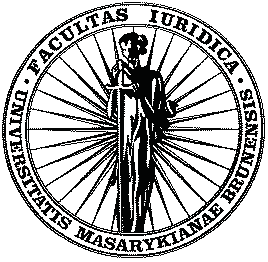 · FACULTAS IURIDICA ·
UNIVERSITATIS MASARYKIANAE BRUNENSIS